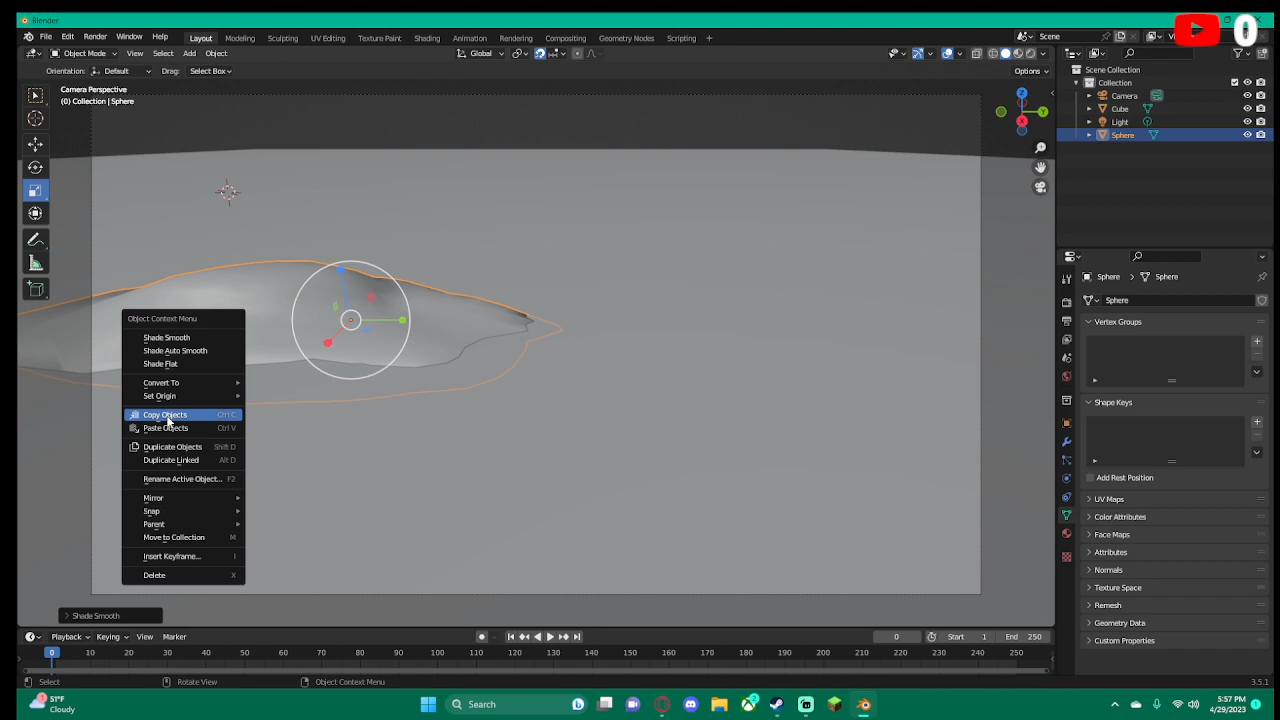 Blender
File Edit Render Window Help Layout Modeling Sculpting UV Editing Texture Paint Shading Animation Rendering Compositing Geometry Nodes Scripting + Scene
Object Mode View Select Add Object Global
Orientation: Default Drag: Select Box Options
Camera Perspective
(0) Collection | Sphere
Z
Y
X
Scene Collection
Collection
Camera
Cube
Light
Sphere
Object Context Menu
Shade Smooth
Shade Auto Smooth
Shade Flat
Convert To
Set Origin
Copy Objects Ctrl C
Paste Objects Ctrl V
Duplicate Objects Shift D
Duplicate Linked Alt D
Rename Active Object... F2
Mirror
Snap
Parent
Move to Collection M
Insert Keyframe... I
Delete X
Shade Smooth
Sphere Sphere
Sphere
Vertex Groups
Shape Keys
Add Rest Position
UV Maps
Color Attributes
Face Maps
Attributes
Normals
Texture Space
Remesh
Geometry Data
Custom Properties
Playback Keying View Marker 0 Start 1 End 250
0 10 20 30 40 50 60 70 80 90 100 110 120 130 140 150 160 170 180 190 200 210 220 230 240 250
Select Rotate View Object Context Menu 3.5.1
1 51°F
Cloudy
Search
5:57 PM
4/29/2023
1